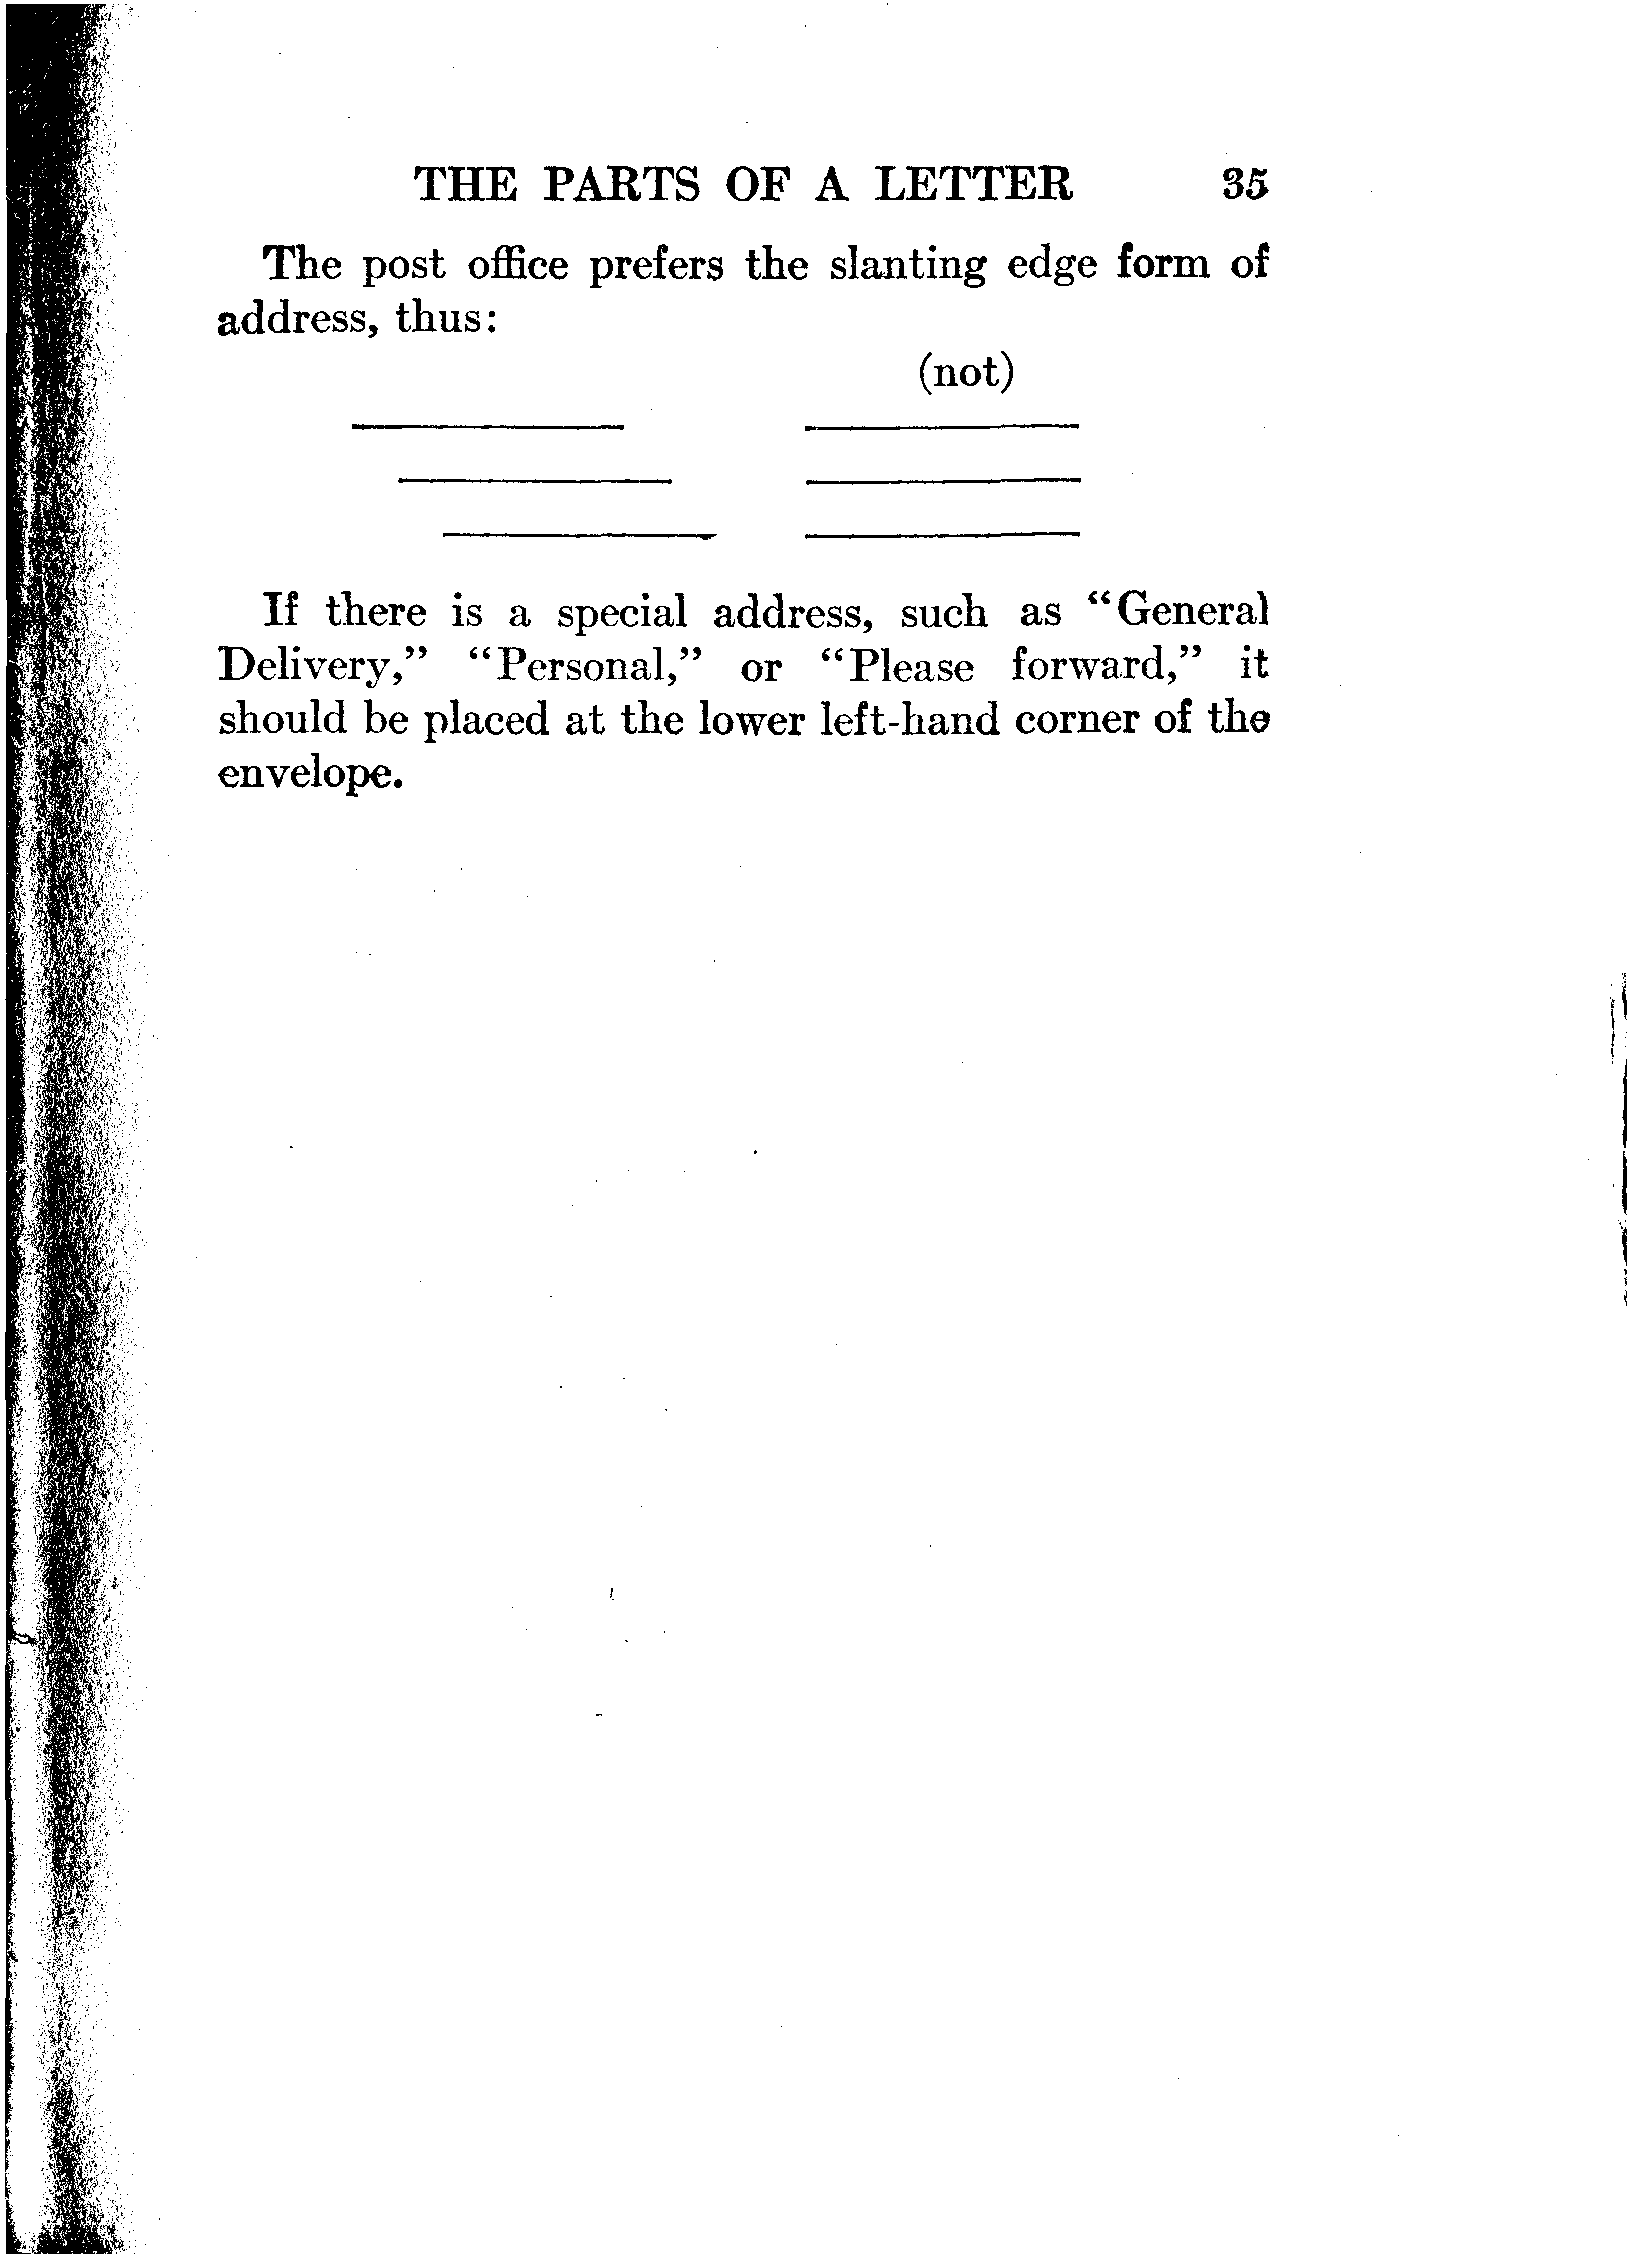 THE PARTS OF A LETTER 35
The post office prefers the slanting edge form of
address, thus:
(not)
If there is a special address, such as “General
Delivery,” “Personal,” or “Please forward,” it
should be placed at the lower left-hand corner of the
envelope.